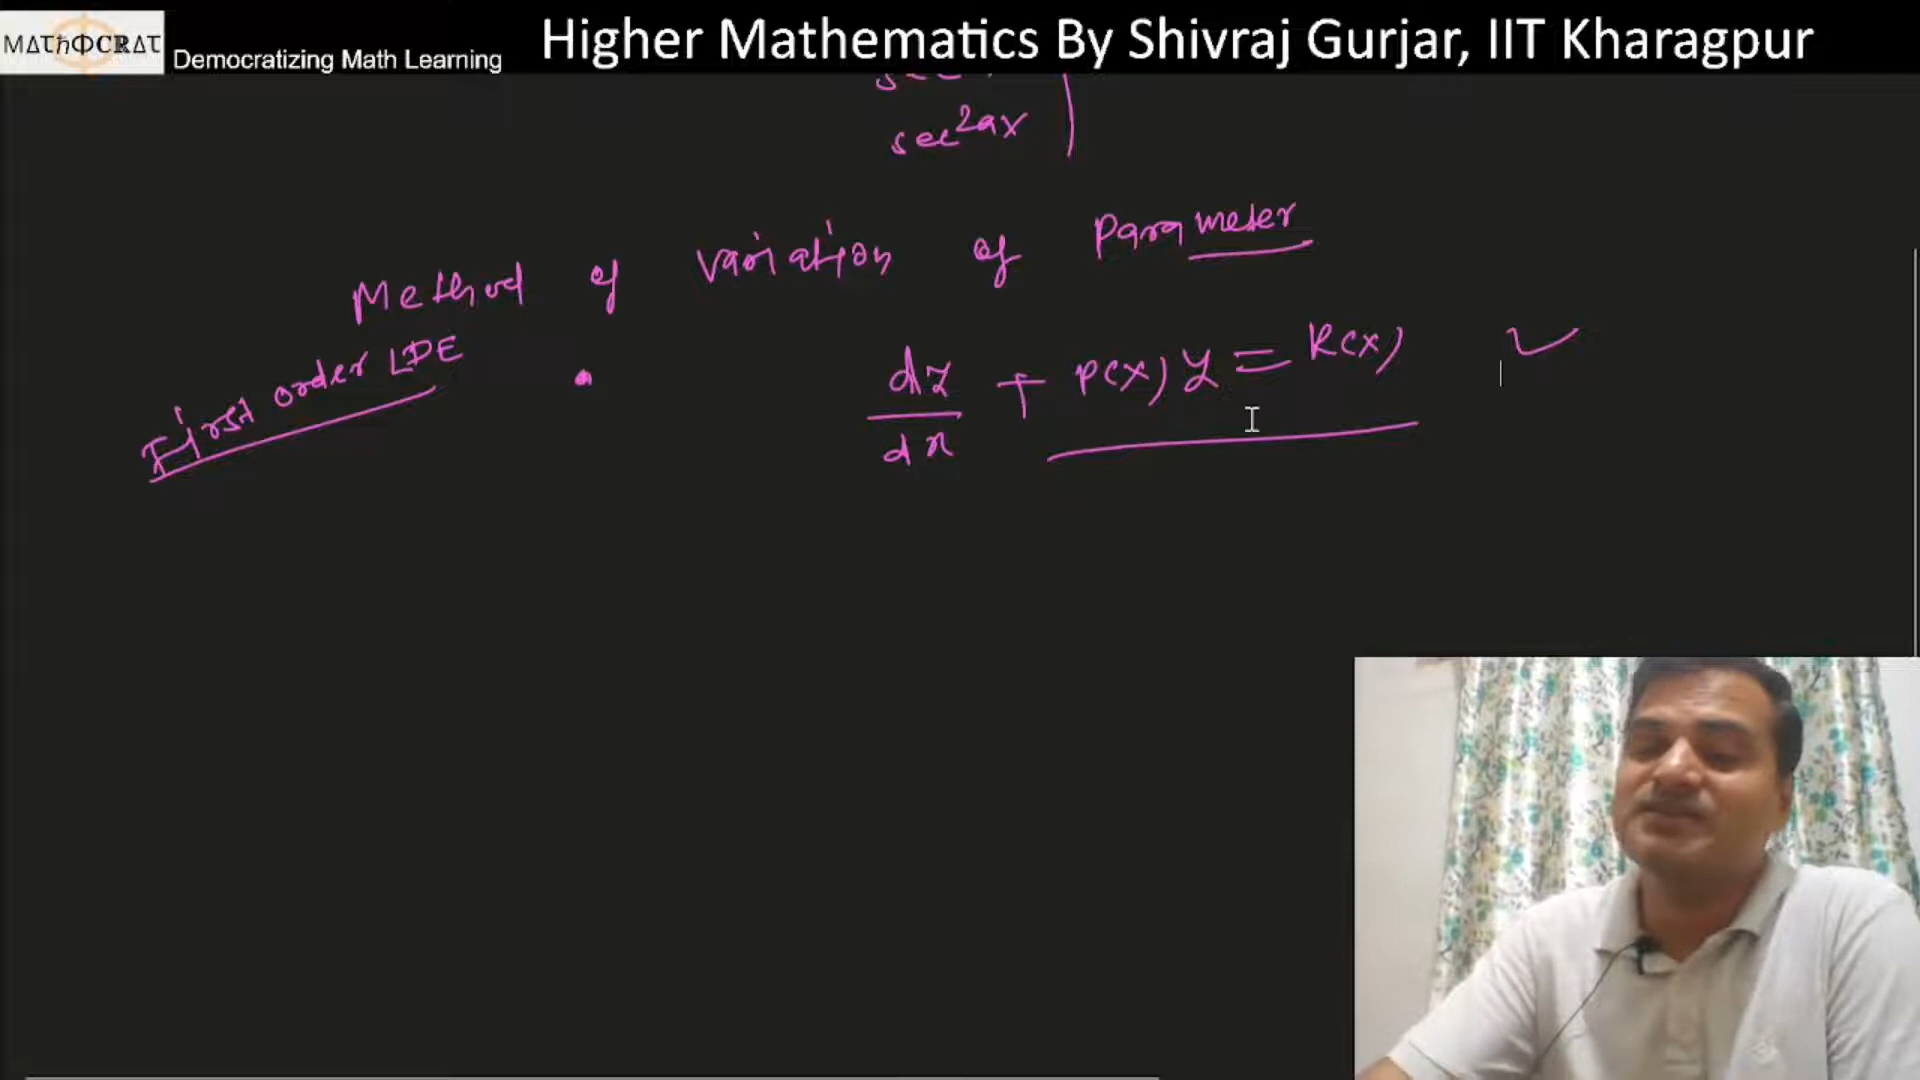 MΔTℏΦCRΔT
Democratizing Math Learning
Higher Mathematics By Shivraj Gurjar, IIT Kharagpur
sec²ax
Method of variation of Parameter
First order LDE
dy/dx + P(x) y = R(x)